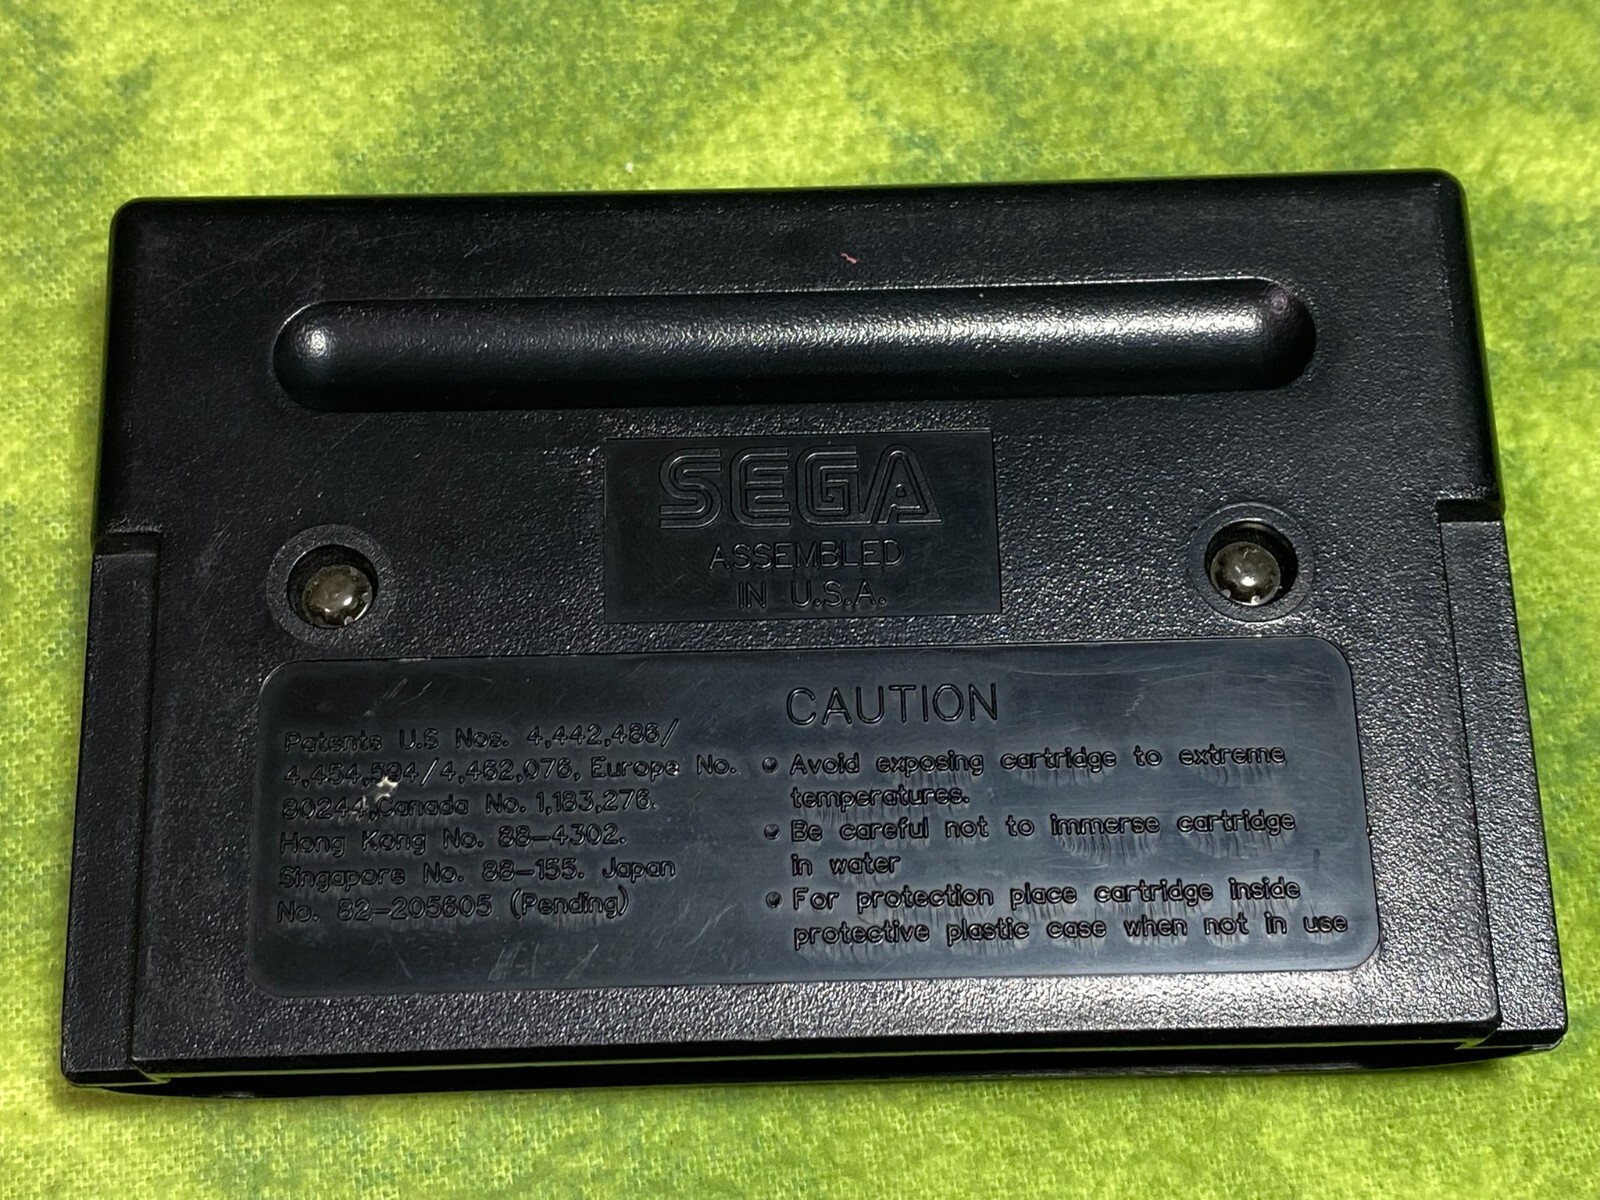 SEGA
ASSEMBLED
IN U.S.A.
Patents U.S Nos. 4,442,486/
4,454,594/4,462,076, Europe No.
80244,Canada No. 1,183,276.
Hong Kong No. 88-4302.
Singapore No. 88-155. Japan
No. 82-205605 (Pending)
CAUTION
• Avoid exposing cartridge to extreme
temperatures.
• Be careful not to immerse cartridge
in water
• For protection place cartridge inside
protective plastic case when not in use